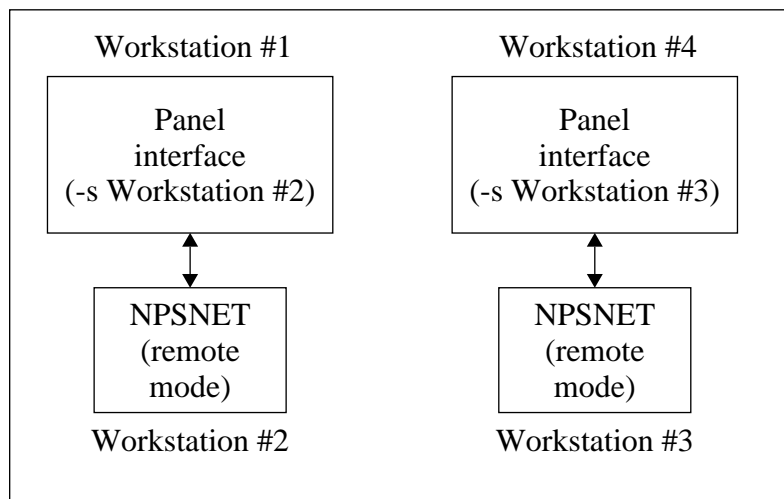 Workstation #1
Panel
interface
(-s Workstation #2)
NPSNET
(remote
mode)
Workstation #2
Workstation #4
Panel
interface
(-s Workstation #3)
NPSNET
(remote
mode)
Workstation #3